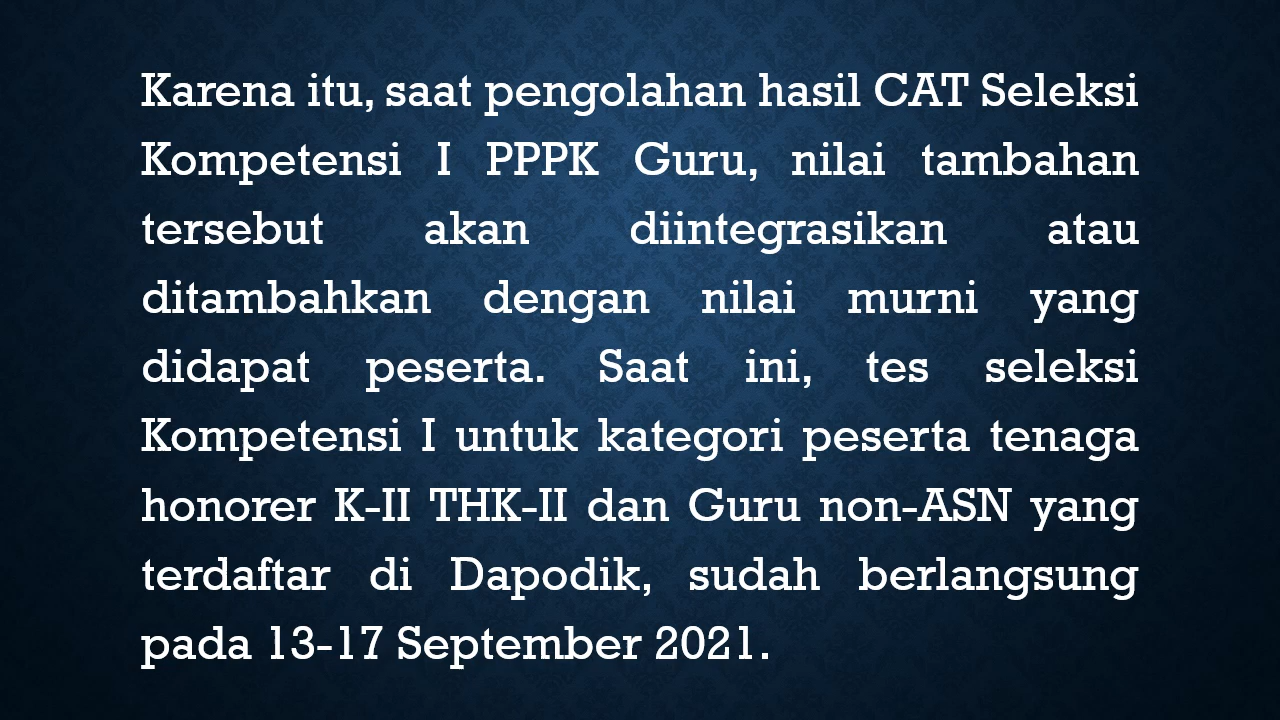 Karena itu, saat pengolahan hasil CAT Seleksi
Kompetensi I PPPK Guru, nilai tambahan
tersebut akan diintegrasikan atau
ditambahkan dengan nilai murni yang
didapat peserta. Saat ini, tes seleksi
Kompetensi I untuk kategori peserta tenaga
honorer K-II THK-II dan Guru non-ASN yang
terdaftar di Dapodik, sudah berlangsung
pada 13-17 September 2021.